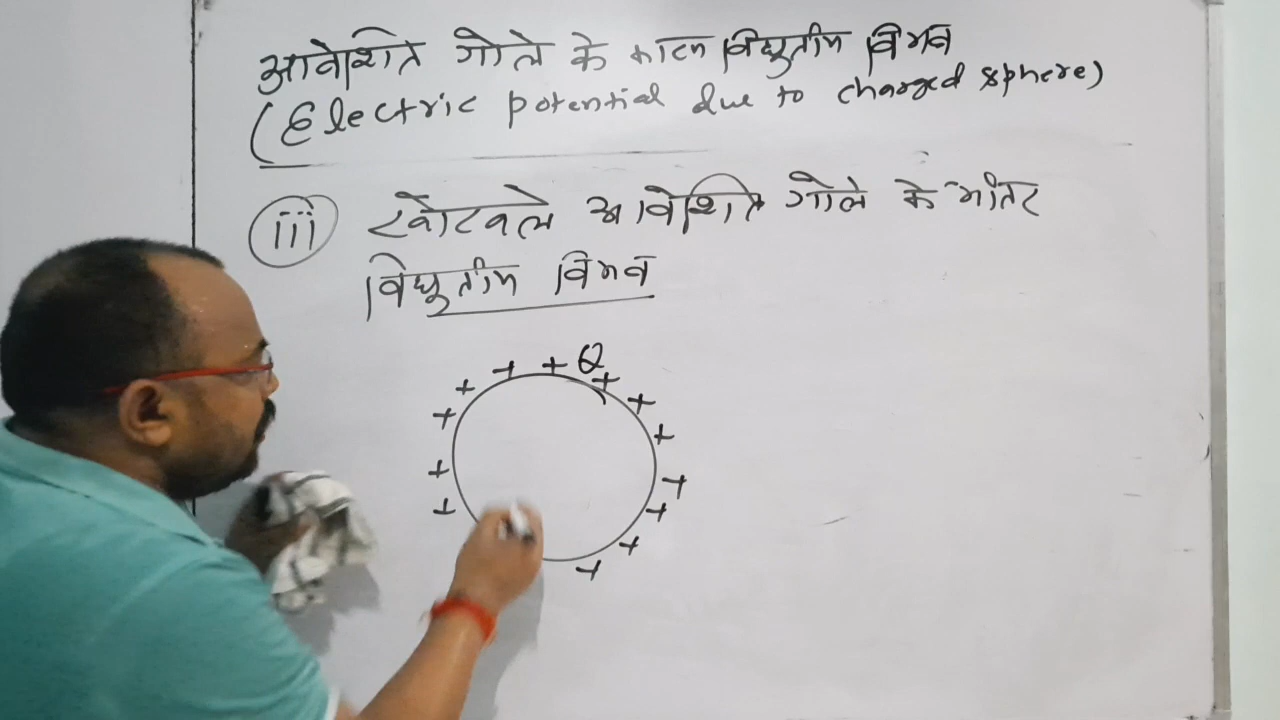 आवेशित गोले के कारण विद्युतीय विभव
(Electric potential due to charged sphere)
iii खोखले आवेशित गोले के भीतर
विद्युतीय विभव
+ + + Q +
+ +
+ +
+ +
+ +
+ +